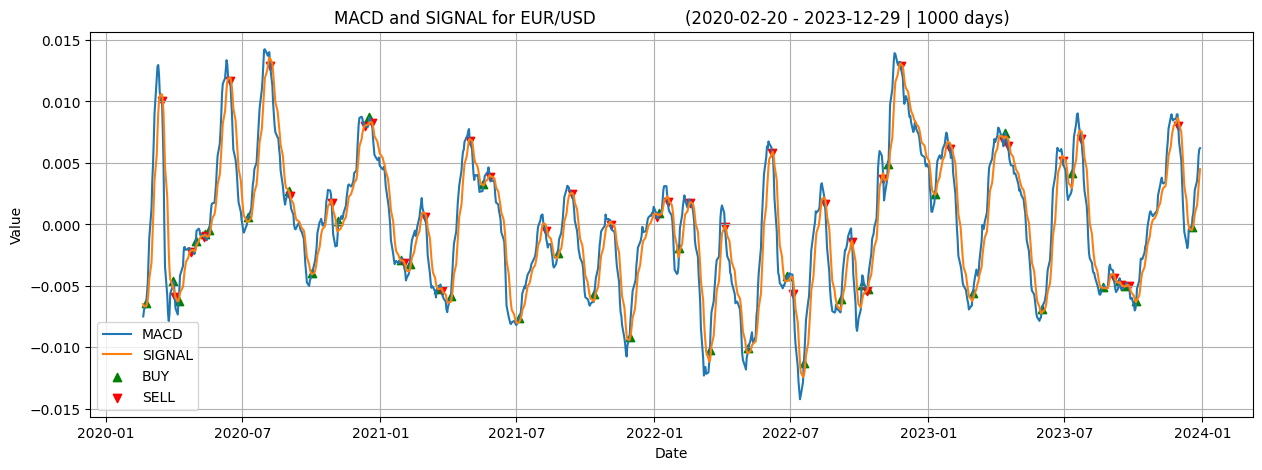 MACD and SIGNAL for EUR/USD (2020-02-20 - 2023-12-29 | 1000 days)
0.015
0.010
0.005
0.000
−0.005
−0.010
−0.015
Value
MACD
SIGNAL
BUY
SELL
2020-01 2020-07 2021-01 2021-07 2022-01 2022-07 2023-01 2023-07 2024-01
Date